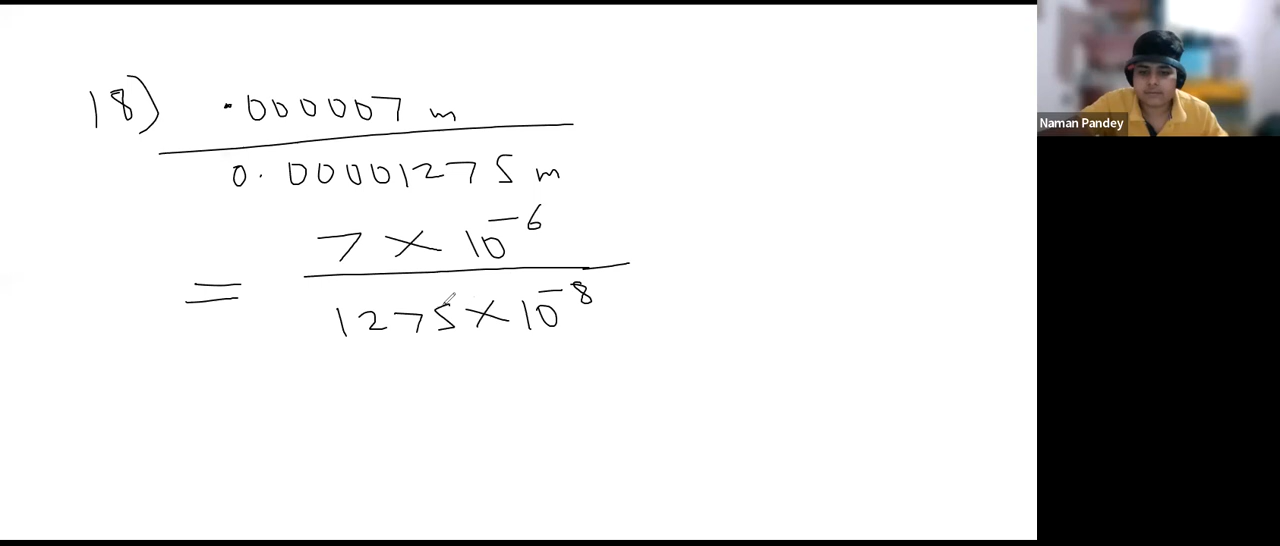 18) .000007 m
0.00001275 m
7 × 10⁻⁶
=
1275 × 10⁻⁸
Naman Pandey